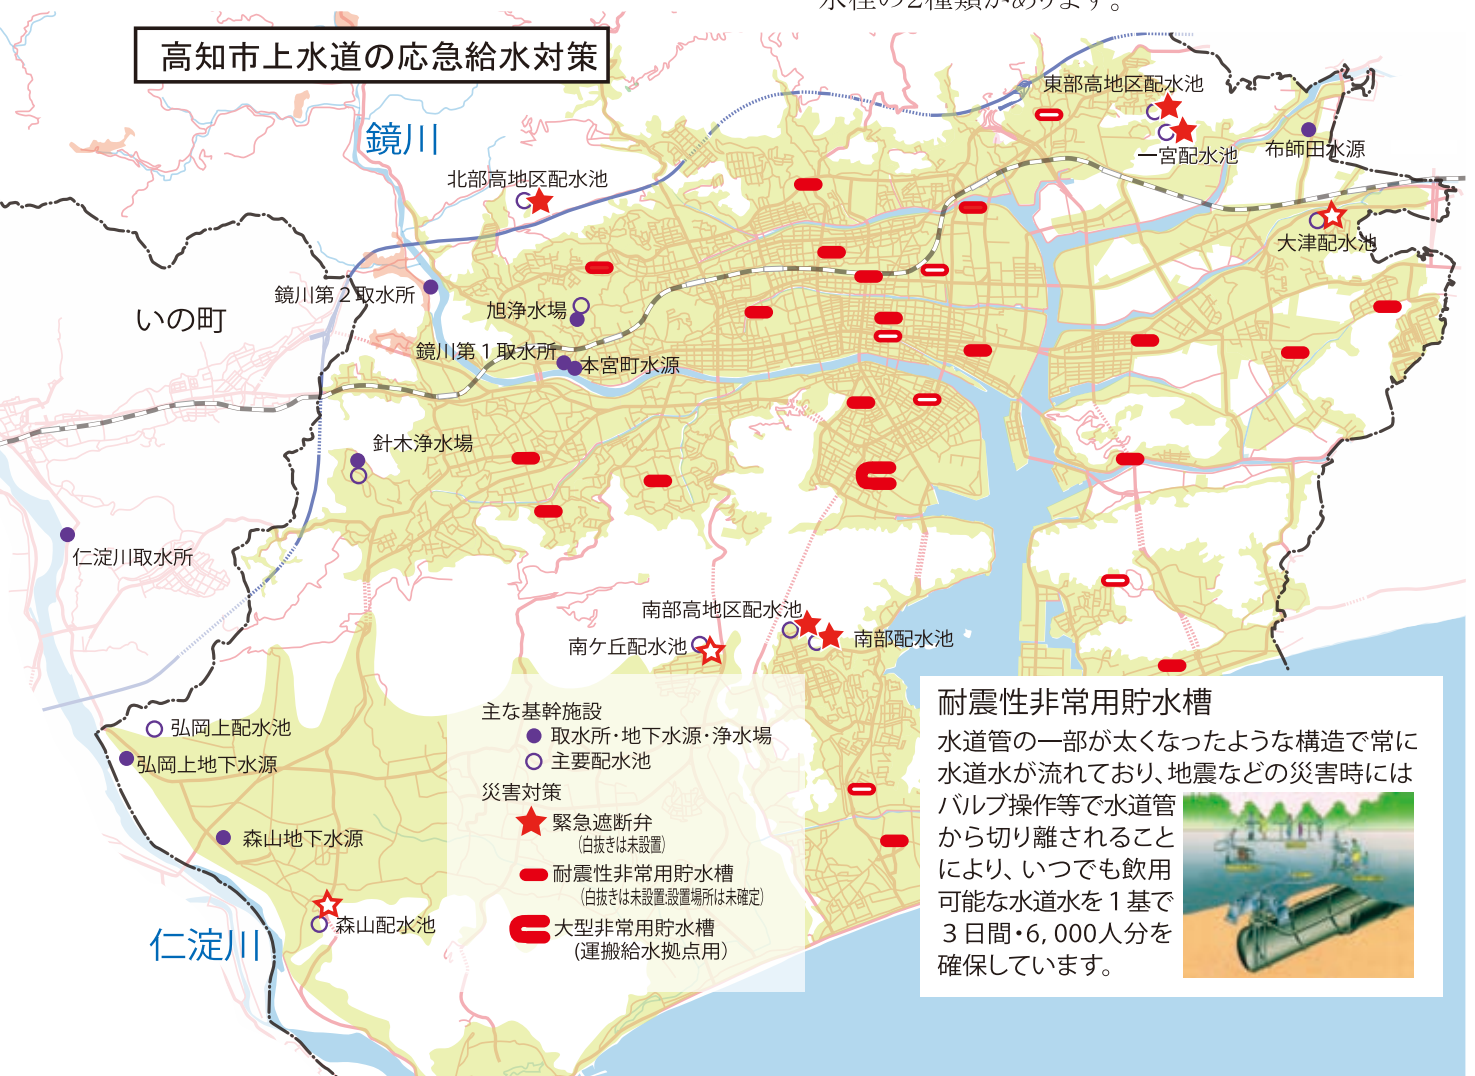 水栓の2種類があります。
高知市上水道の応急給水対策
東部高地区配水池
鏡川
一宮配水池
布師田水源
北部高地区配水池
大津配水池
鏡川第2取水所
いの町
旭浄水場
鏡川第1取水所
本宮町水源
針木浄水場
仁淀川取水所
南部高地区配水池
南ケ丘配水池
南部配水池
弘岡上配水池
弘岡上地下水源
森山地下水源
森山配水池
仁淀川
主な基幹施設
取水所・地下水源・浄水場
主要配水池
災害対策
緊急遮断弁
(白抜きは未設置)
耐震性非常用貯水槽
(白抜きは未設置:設置場所は未確定)
大型非常用貯水槽
(運搬給水拠点用)
耐震性非常用貯水槽
水道管の一部が太くなったような構造で常に
水道水が流れており、地震などの災害時には
バルブ操作等で水道管
から切り離されること
により、いつでも飲用
可能な水道水を1基で
3日間・6,000人分を
確保しています。